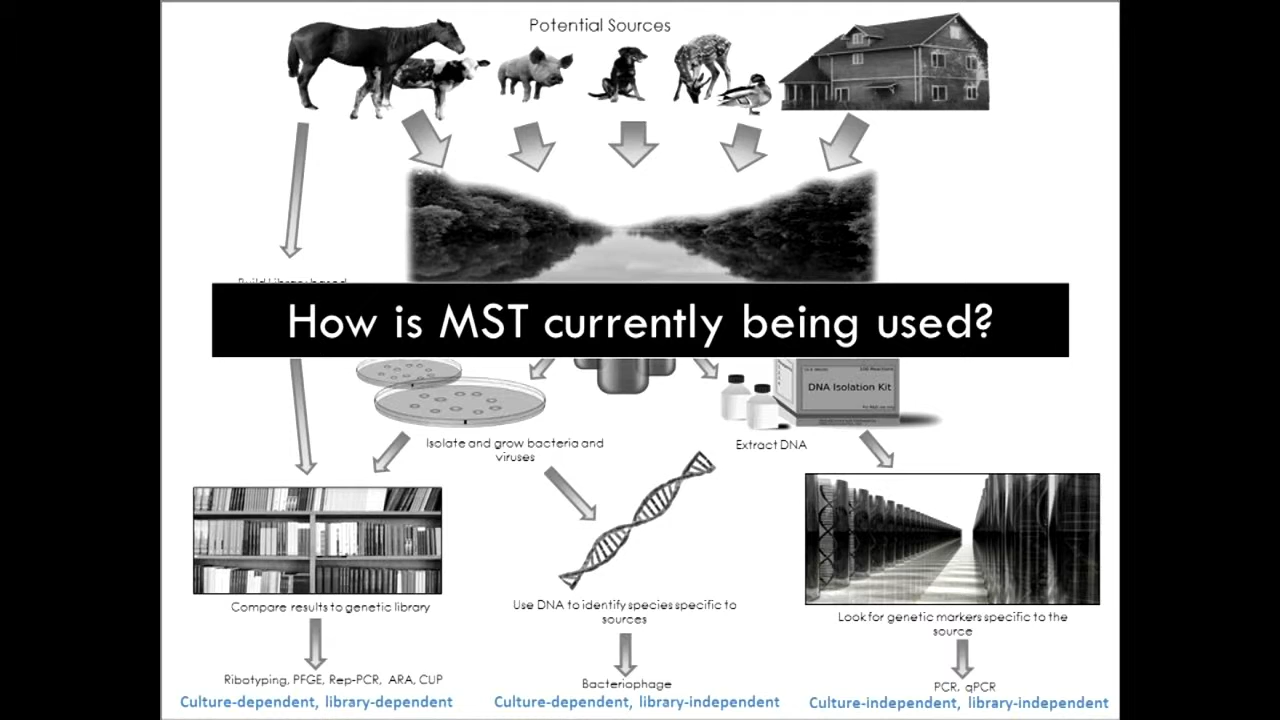 Potential Sources
How is MST currently being used?
DNA Isolation Kit
Isolate and grow bacteria and
viruses
Extract DNA
Compare results to genetic library
Use DNA to identify species specific to
sources
Look for genetic markers specific to the
source
Ribotyping, PFGE, Rep-PCR, ARA, CUP
Bacteriophage
PCR, qPCR
Culture-dependent, library-dependent
Culture-dependent, library-independent
Culture-independent, library-independent